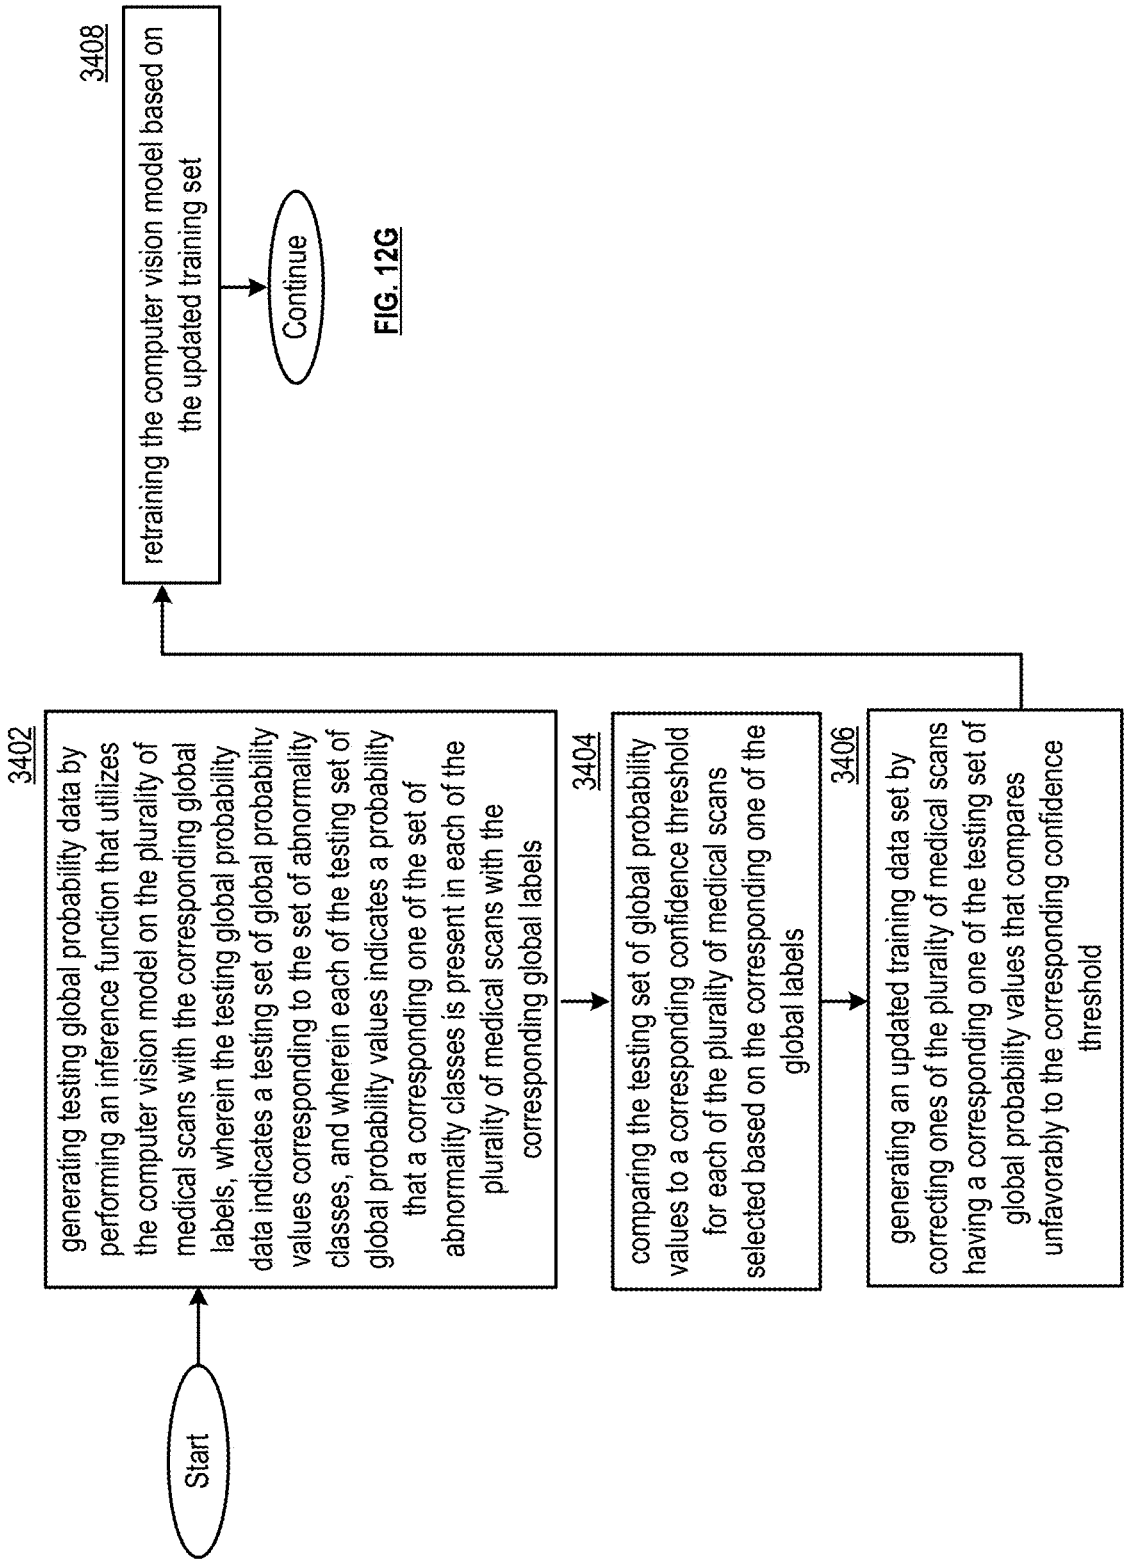 Start
3402
generating testing global probability data by
performing an inference function that utilizes
the computer vision model on the plurality of
medical scans with the corresponding global
labels, wherein the testing global probability
data indicates a testing set of global probability
values corresponding to the set of abnormality
classes, and wherein each of the testing set of
global probability values indicates a probability
that a corresponding one of the set of
abnormality classes is present in each of the
plurality of medical scans with the
corresponding global labels
3404
comparing the testing set of global probability
values to a corresponding confidence threshold
for each of the plurality of medical scans
selected based on the corresponding one of the
global labels
3406
generating an updated training data set by
correcting ones of the plurality of medical scans
having a corresponding one of the testing set of
global probability values that compares
unfavorably to the corresponding confidence
threshold
3408
retraining the computer vision model based on
the updated training set
Continue
FIG. 12G